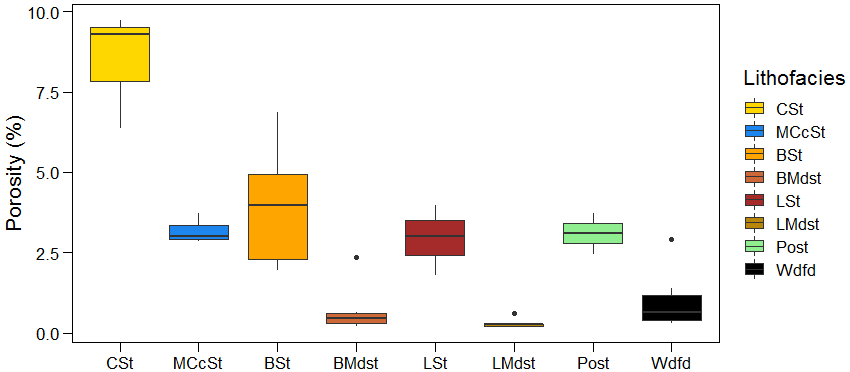 Porosity (%)
10.0
7.5
5.0
2.5
0.0
CSt MCcSt BSt BMdst LSt LMdst Post Wdfd
Lithofacies
CSt
MCcSt
BSt
BMdst
LSt
LMdst
Post
Wdfd